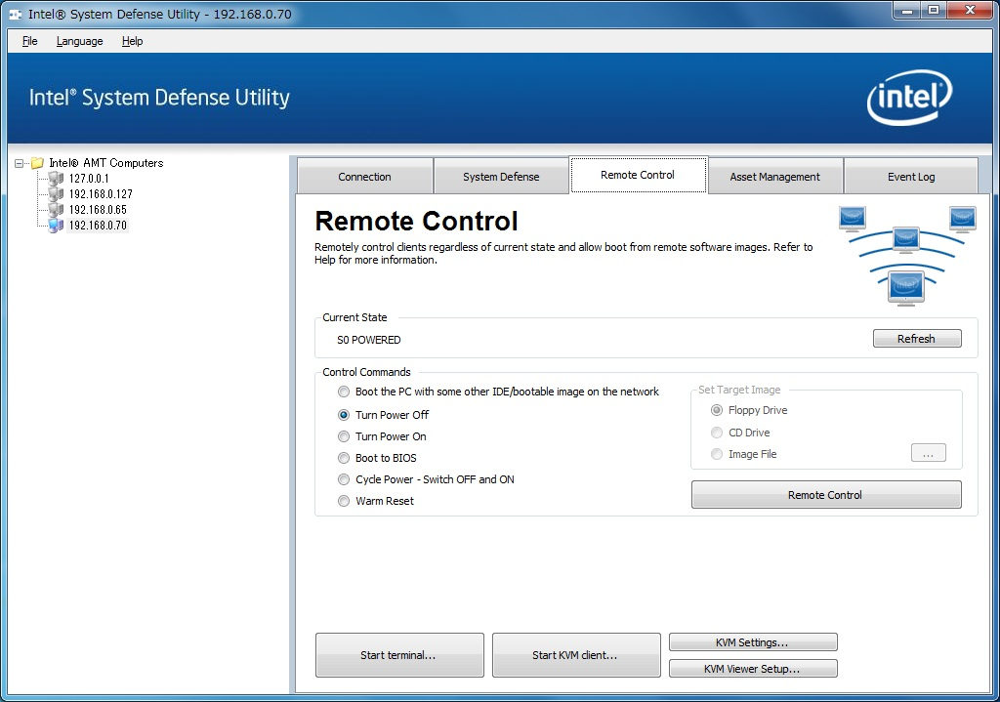 Intel® System Defense Utility - 192.168.0.70
File Language Help
Intel® System Defense Utility
intel®
Intel® AMT Computers
127.0.0.1
192.168.0.127
192.168.0.65
192.168.0.70
Connection System Defense Remote Control Asset Management Event Log
Remote Control
Remotely control clients regardless of current state and allow boot from remote software images. Refer to
Help for more information.
Current State
S0 POWERED
Refresh
Control Commands
Boot the PC with some other IDE/bootable image on the network
Turn Power Off
Turn Power On
Boot to BIOS
Cycle Power - Switch OFF and ON
Warm Reset
Set Target Image
Floppy Drive
CD Drive
Image File
...
Remote Control
Start terminal...
Start KVM client...
KVM Settings...
KVM Viewer Setup...